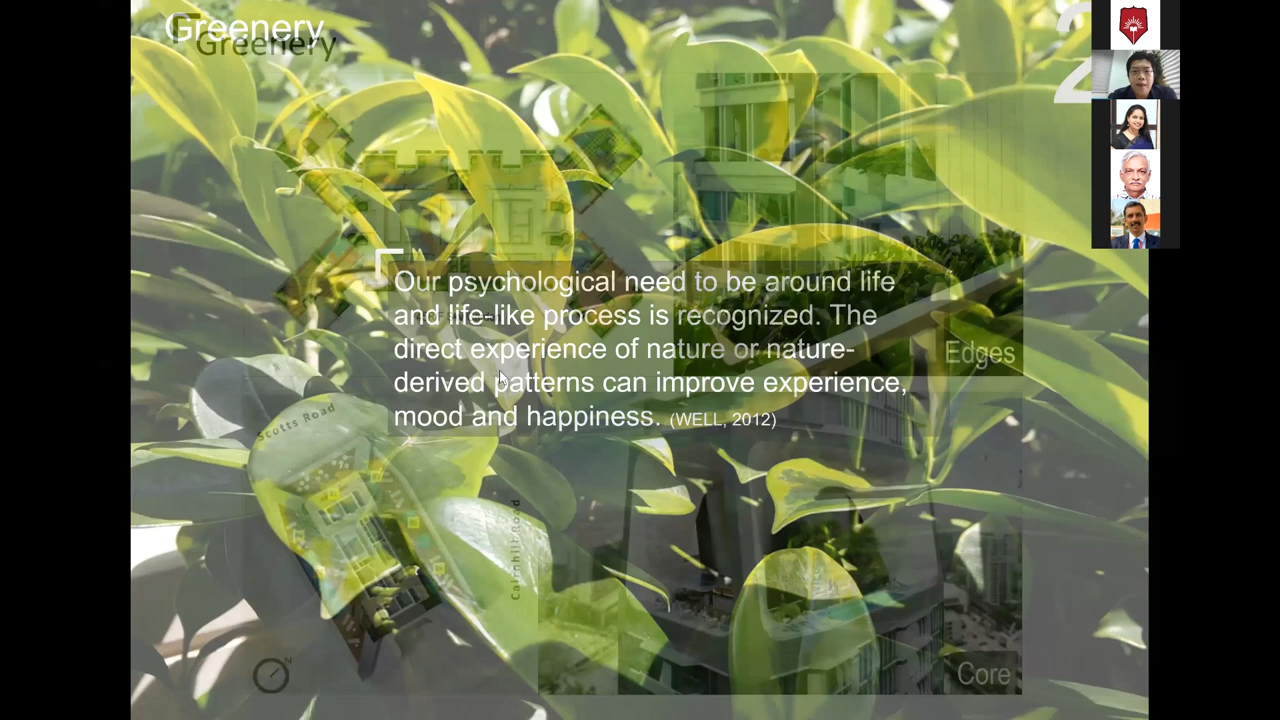 Greenery
Greenery
2
Our psychological need to be around life
and life-like process is recognized. The
direct experience of nature or nature-
derived patterns can improve experience,
mood and happiness. (WELL, 2012)
Edges
Scotts Road
Cairnhill Road
N
Core